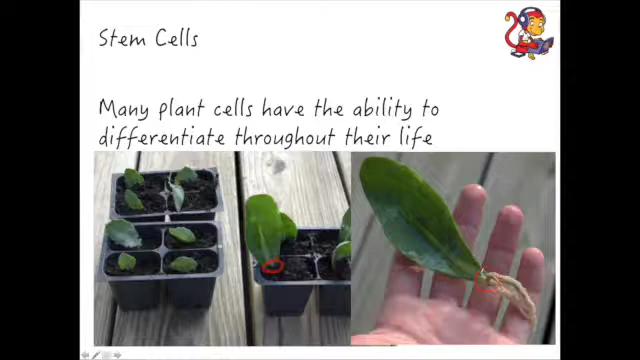 Stem Cells
Many plant cells have the ability to
differentiate throughout their life